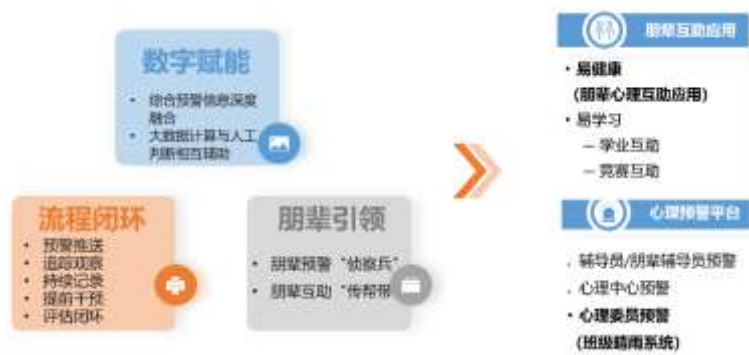 数字赋能
• 综合预警信息深度
融合
• 大数据计算与人工
判断相互辅助
流程闭环
• 预警推送
• 追踪观察
• 持续记录
• 提前干预
• 评估闭环
朋辈引领
• 朋辈预警“侦察兵”
• 朋辈互助“传帮带
朋辈互助应用
• 易健康
(朋辈心理互助应用)
• 易学习
— 学业互助
— 竞赛互助
心理预警平台
. 辅导员/朋辈辅导员预警
. 心理中心预警
• 心理委员预警
(班级晴雨系统)